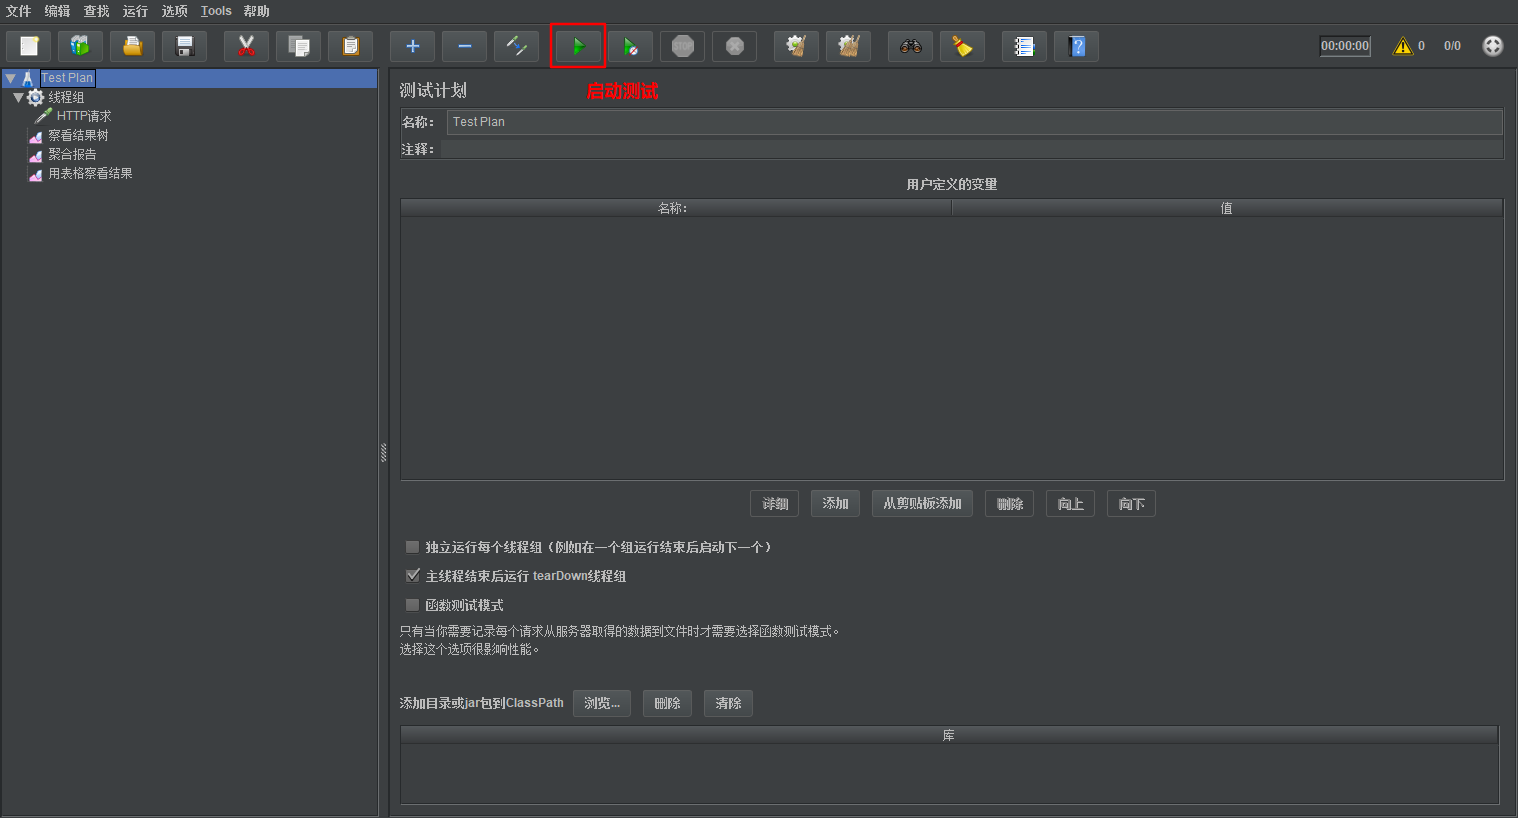 文件 编辑 查找 运行 选项 Tools 帮助
STOP
00:00:00 0 0/0
Test Plan
线程组
HTTP请求
察看结果树
聚合报告
用表格察看结果
测试计划
启动测试
名称： Test Plan
注释：
用户定义的变量
名称: 值
详细 添加 从剪贴板添加 删除 向上 向下
独立运行每个线程组（例如在一个组运行结束后启动下一个）
主线程结束后运行 tearDown线程组
函数测试模式
只有当你需要记录每个请求从服务器取得的数据到文件时才需要选择函数测试模式。
选择这个选项很影响性能。
添加目录或jar包到ClassPath 浏览... 删除 清除
库